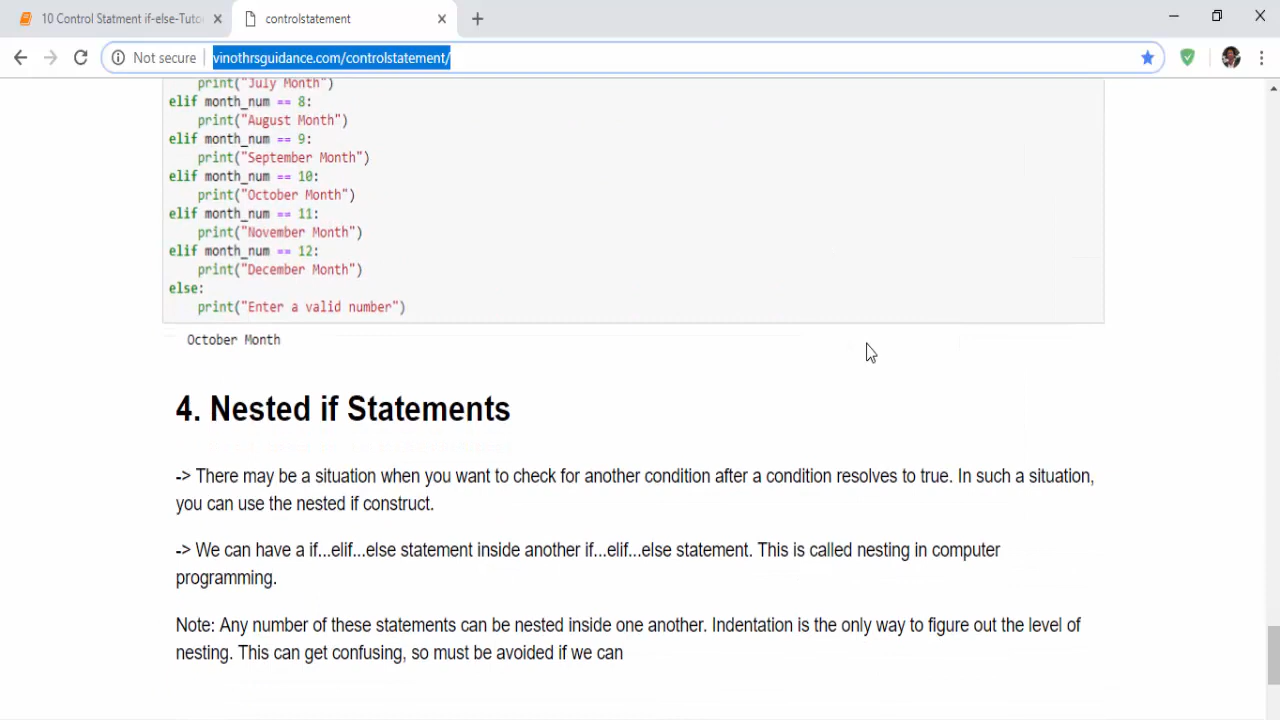 10 Control Statment if-else-Tuto
controlstatement
Not secure
vinothrsguidance.com/controlstatement/
print("July Month")
elif month_num == 8:
print("August Month")
elif month_num == 9:
print("September Month")
elif month_num == 10:
print("October Month")
elif month_num == 11:
print("November Month")
elif month_num == 12:
print("December Month")
else:
print("Enter a valid number")
October Month
4. Nested if Statements
-> There may be a situation when you want to check for another condition after a condition resolves to true. In such a situation,
you can use the nested if construct.
-> We can have a if...elif...else statement inside another if...elif...else statement. This is called nesting in computer
programming.
Note: Any number of these statements can be nested inside one another. Indentation is the only way to figure out the level of
nesting. This can get confusing, so must be avoided if we can